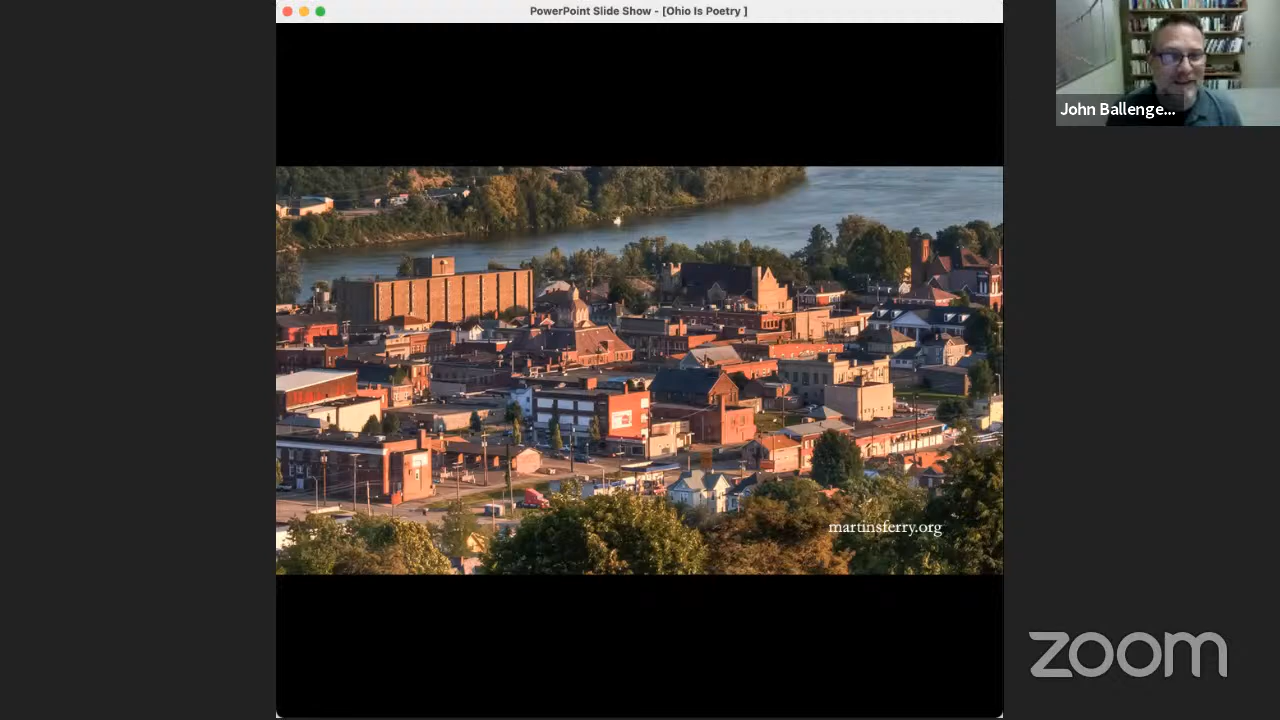 PowerPoint Slide Show - [Ohio Is Poetry ]
John Ballenge...
martinsferry.org
zoom